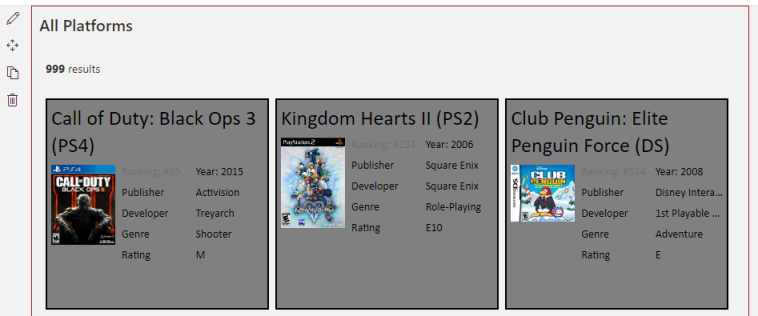 All Platforms
999 results
Call of Duty: Black Ops 3
(PS4)
PS4
CALL OF DUTY
BLACK OPS III
Ranking: #35 Year: 2015
Publisher Activision
Developer Treyarch
Genre Shooter
Rating M
Kingdom Hearts II (PS2)
PlayStation 2
Ranking: #233 Year: 2006
Publisher Square Enix
Developer Square Enix
Genre Role-Playing
Rating E10
Club Penguin: Elite
Penguin Force (DS)
CLUB
PENGUIN
Ranking: #524 Year: 2008
Publisher Disney Intera...
Developer 1st Playable ...
Genre Adventure
Rating E